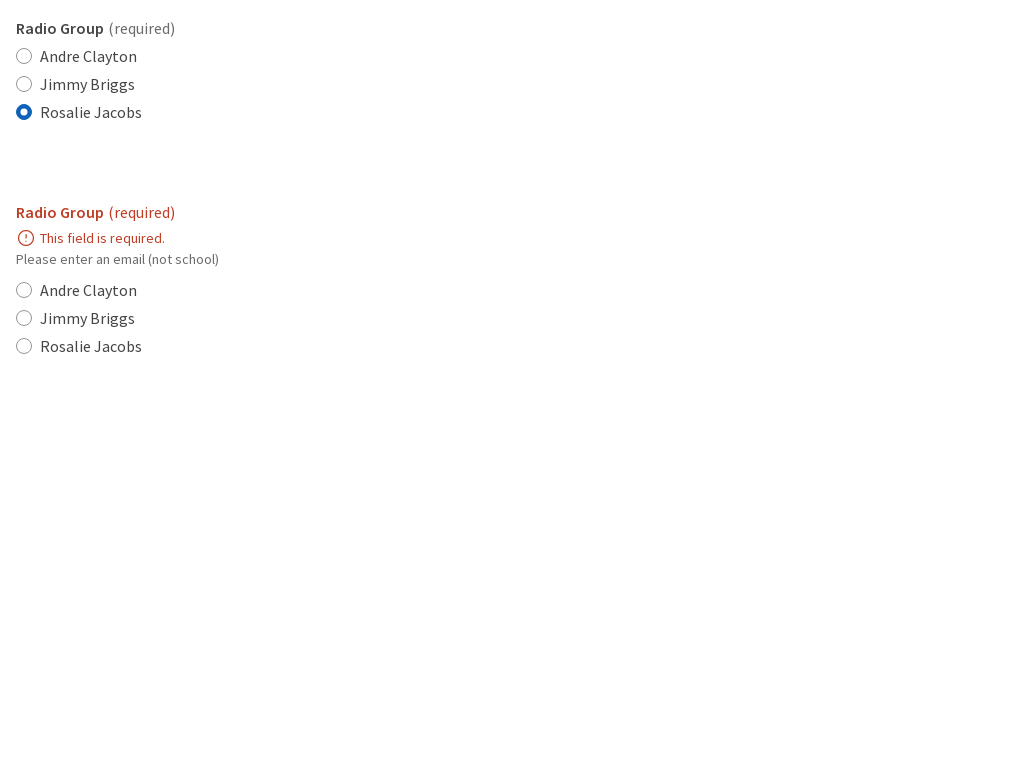 Radio Group (required)
Andre Clayton
Jimmy Briggs
Rosalie Jacobs
Radio Group (required)
This field is required.
Please enter an email (not school)
Andre Clayton
Jimmy Briggs
Rosalie Jacobs